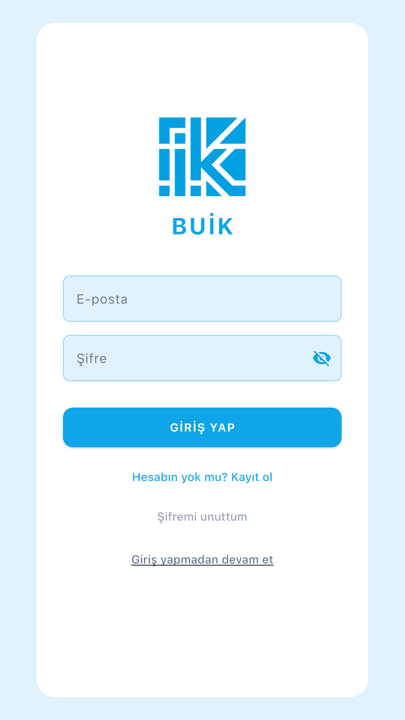 BUİK
E-posta
Şifre
GİRİŞ YAP
Hesabın yok mu? Kayıt ol
Şifremi unuttum
Giriş yapmadan devam et